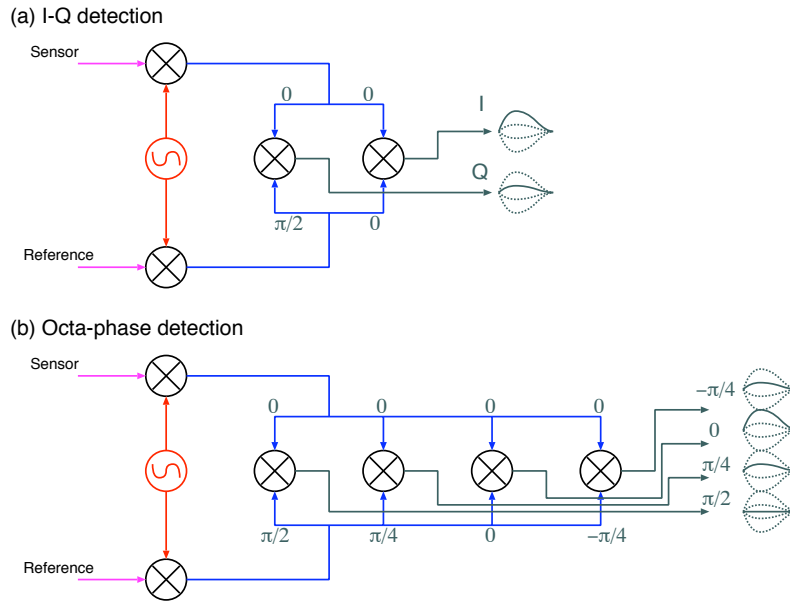 (a) I-Q detection
Sensor
0 0
I
Q
π/2 0
Reference
(b) Octa-phase detection
Sensor
0 0 0 0
−π/4
0
π/4
π/2
π/2 π/4 0 −π/4
Reference